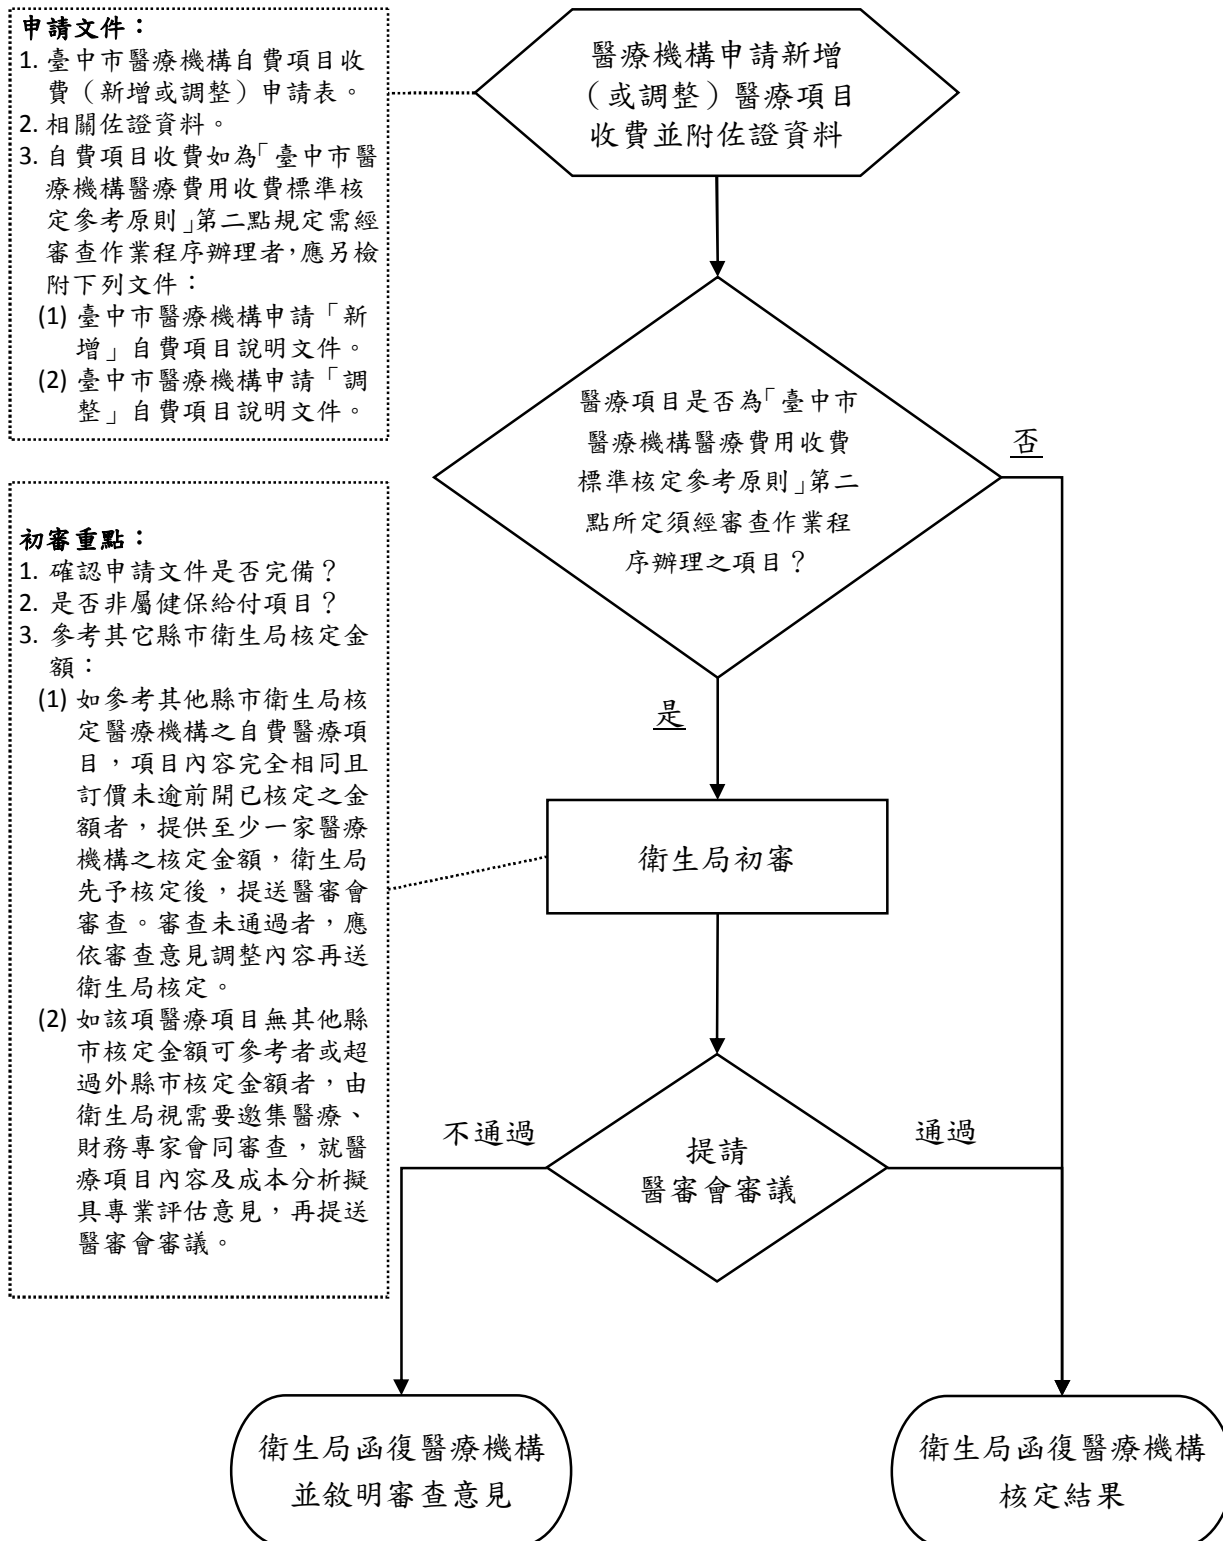 申請文件：
1. 臺中市醫療機構自費項目收
費（新增或調整）申請表。
2. 相關佐證資料。
3. 自費項目收費如為「臺中市醫
療機構醫療費用收費標準核
定參考原則」第二點規定需經
審查作業程序辦理者，應另檢
附下列文件：
(1) 臺中市醫療機構申請「新
增」自費項目說明文件。
(2) 臺中市醫療機構申請「調
整」自費項目說明文件。
醫療機構申請新增
（或調整）醫療項目
收費並附佐證資料
醫療項目是否為「臺中市
醫療機構醫療費用收費
標準核定參考原則」第二
點所定須經審查作業程
序辦理之項目？
否
是
初審重點：
1. 確認申請文件是否完備？
2. 是否非屬健保給付項目？
3. 參考其它縣市衛生局核定金
額：
(1) 如參考其他縣市衛生局核
定醫療機構之自費醫療項
目，項目內容完全相同且
訂價未逾前開已核定之金
額者，提供至少一家醫療
機構之核定金額，衛生局
先予核定後，提送醫審會
審查。審查未通過者，應
依審查意見調整內容再送
衛生局核定。
(2) 如該項醫療項目無其他縣
市核定金額可參考者或超
過外縣市核定金額者，由
衛生局視需要邀集醫療、
財務專家會同審查，就醫
療項目內容及成本分析擬
具專業評估意見，再提送
醫審會審議。
衛生局初審
提請
醫審會審議
不通過
通過
衛生局函復醫療機構
並敘明審查意見
衛生局函復醫療機構
核定結果